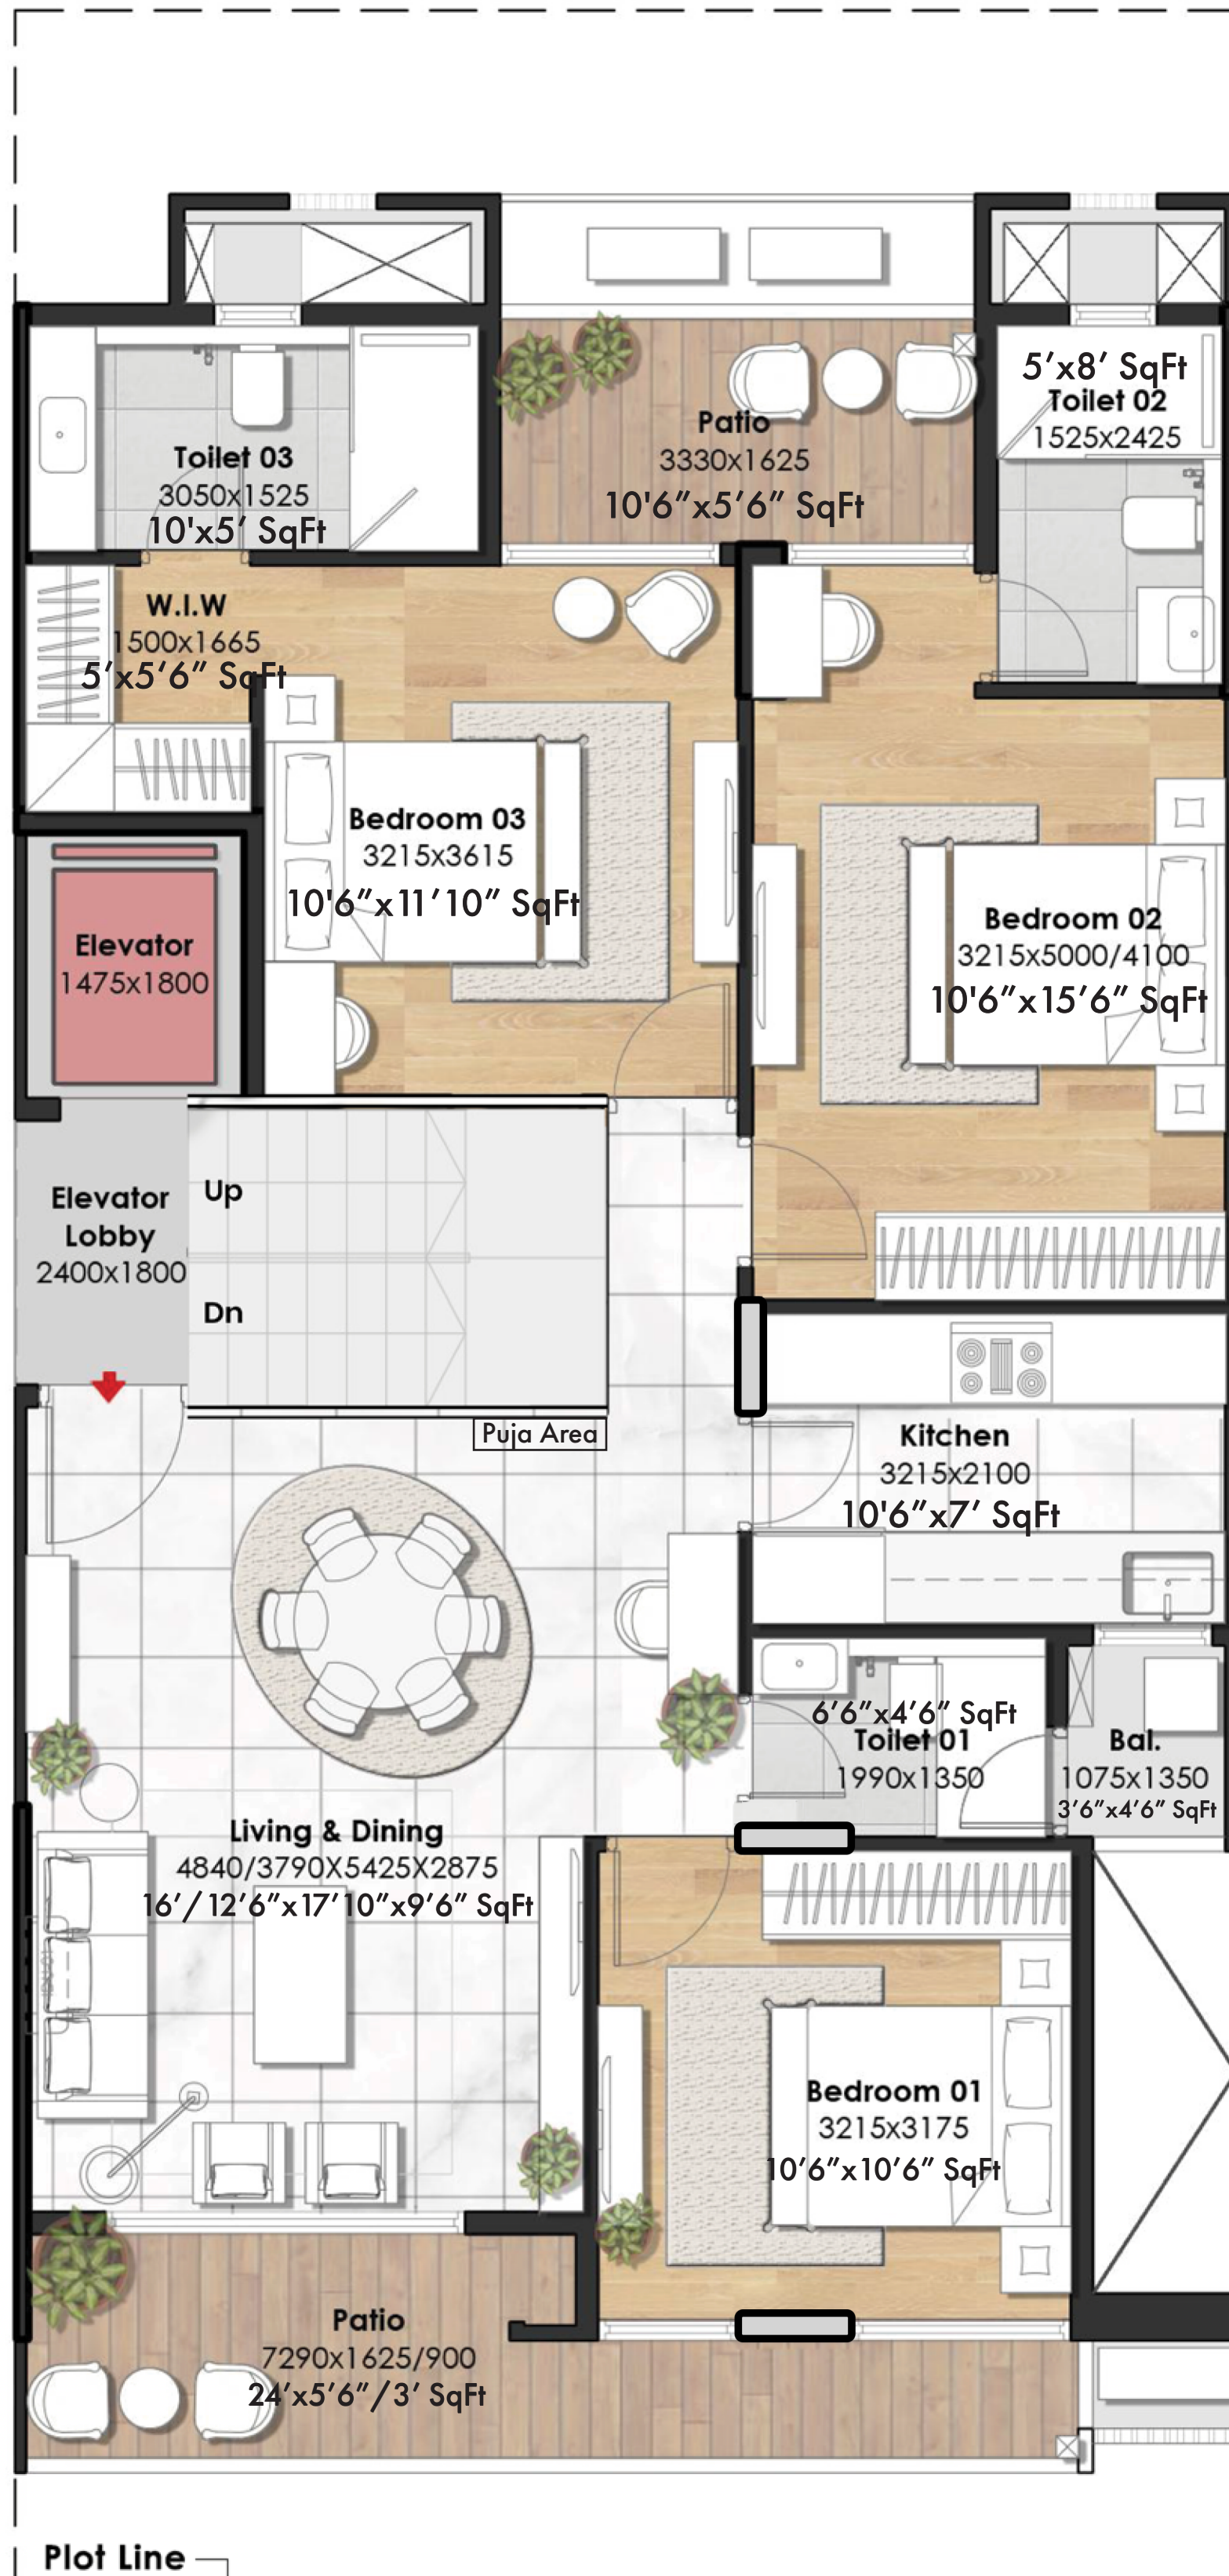 5'x8' SqFt
Toilet 02
1525x2425
Patio
3330x1625
10'6"x5'6" SqFt
Toilet 03
3050x1525
10'x5' SqFt
W.I.W
1500x1665
5'x5'6" SqFt
Bedroom 03
3215x3615
10'6"x11'10" SqFt
Bedroom 02
3215x5000/4100
10'6"x15'6" SqFt
Elevator
1475x1800
Elevator
Lobby
2400x1800
Up
Dn
Puja Area
Kitchen
3215x2100
10'6"x7' SqFt
6'6"x4'6" SqFt
Toilet 01
1990x1350
Bal.
1075x1350
3'6"x4'6" SqFt
Living & Dining
4840/3790X5425X2875
16'/12'6"x17'10"x9'6" SqFt
Bedroom 01
3215x3175
10'6"x10'6" SqFt
Patio
7290x1625/900
24'x5'6"/3' SqFt
Plot Line